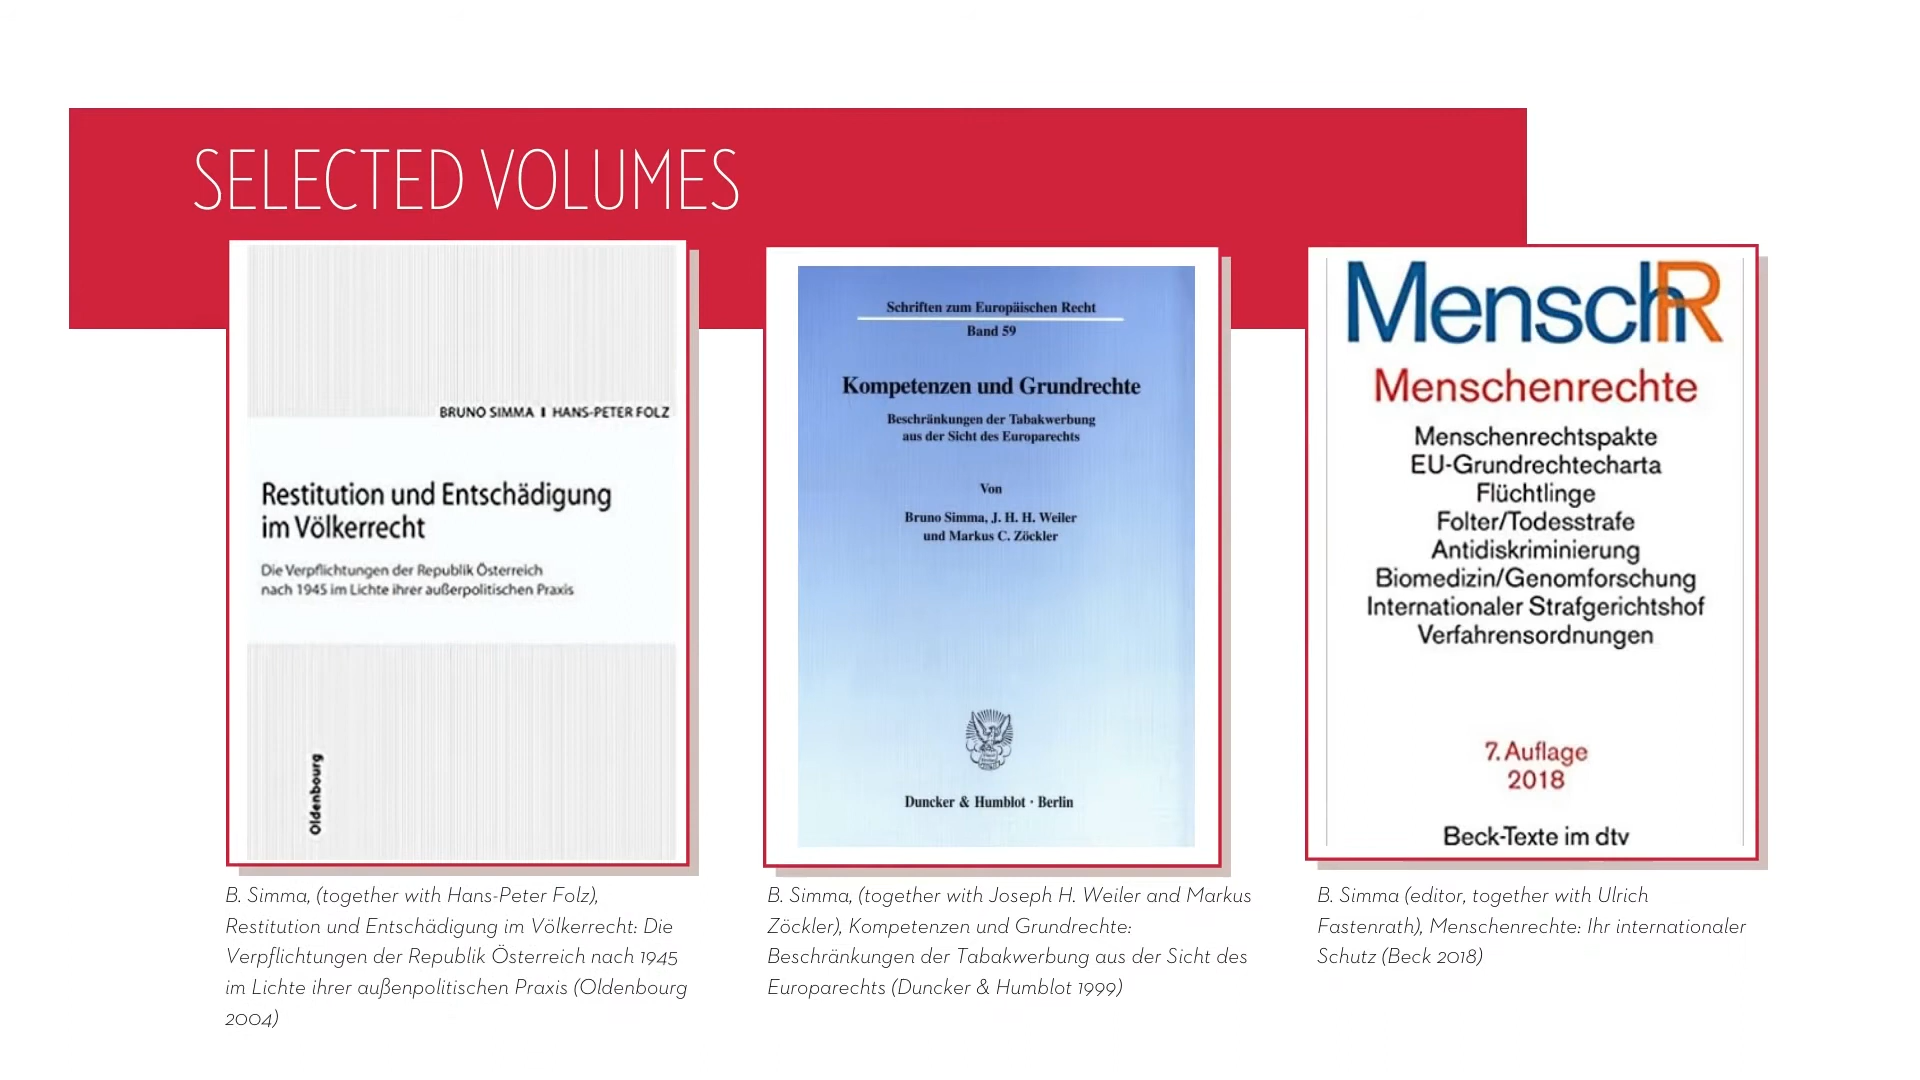 SELECTED VOLUMES
BRUNO SIMMA I HANS-PETER FOLZ
Restitution und Entschädigung
im Völkerrecht
Die Verpflichtungen der Republik Österreich
nach 1945 im Lichte ihrer außerpolitischen Praxis
Oldenbourg
B. Simma, (together with Hans-Peter Folz),
Restitution und Entschädigung im Völkerrecht: Die
Verpflichtungen der Republik Österreich nach 1945
im Lichte ihrer außenpolitischen Praxis (Oldenbourg
2004)
Schriften zum Europäischen Recht
Band 59
Kompetenzen und Grundrechte
Beschränkungen der Tabakwerbung
aus der Sicht des Europarechts
Von
Bruno Simma, J. H. H. Weiler
und Markus C. Zöckler
Duncker & Humblot · Berlin
B. Simma, (together with Joseph H. Weiler and Markus
Zöckler), Kompetenzen und Grundrechte:
Beschränkungen der Tabakwerbung aus der Sicht des
Europarechts (Duncker & Humblot 1999)
MenschR
Menschenrechte
Menschenrechtspakte
EU-Grundrechtecharta
Flüchtlinge
Folter/Todesstrafe
Antidiskriminierung
Biomedizin/Genomforschung
Internationaler Strafgerichtshof
Verfahrensordnungen
7. Auflage
2018
Beck-Texte im dtv
B. Simma (editor, together with Ulrich
Fastenrath), Menschenrechte: Ihr internationaler
Schutz (Beck 2018)